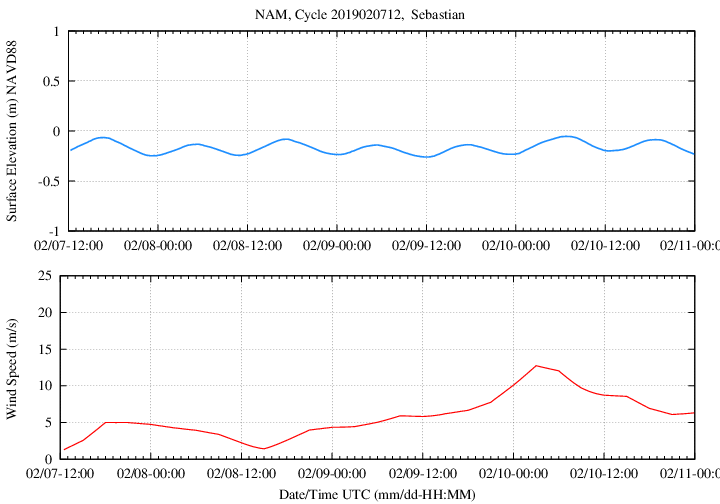 NAM, Cycle 2019020712,  Sebastian
Surface Elevation (m) NAVD88
1
0.5
0
-0.5
-1
02/07-12:00 02/08-00:00 02/08-12:00 02/09-00:00 02/09-12:00 02/10-00:00 02/10-12:00 02/11-00:0
Wind Speed (m/s)
25
20
15
10
5
0
02/07-12:00 02/08-00:00 02/08-12:00 02/09-00:00 02/09-12:00 02/10-00:00 02/10-12:00 02/11-00:0
Date/Time UTC (mm/dd-HH:MM)